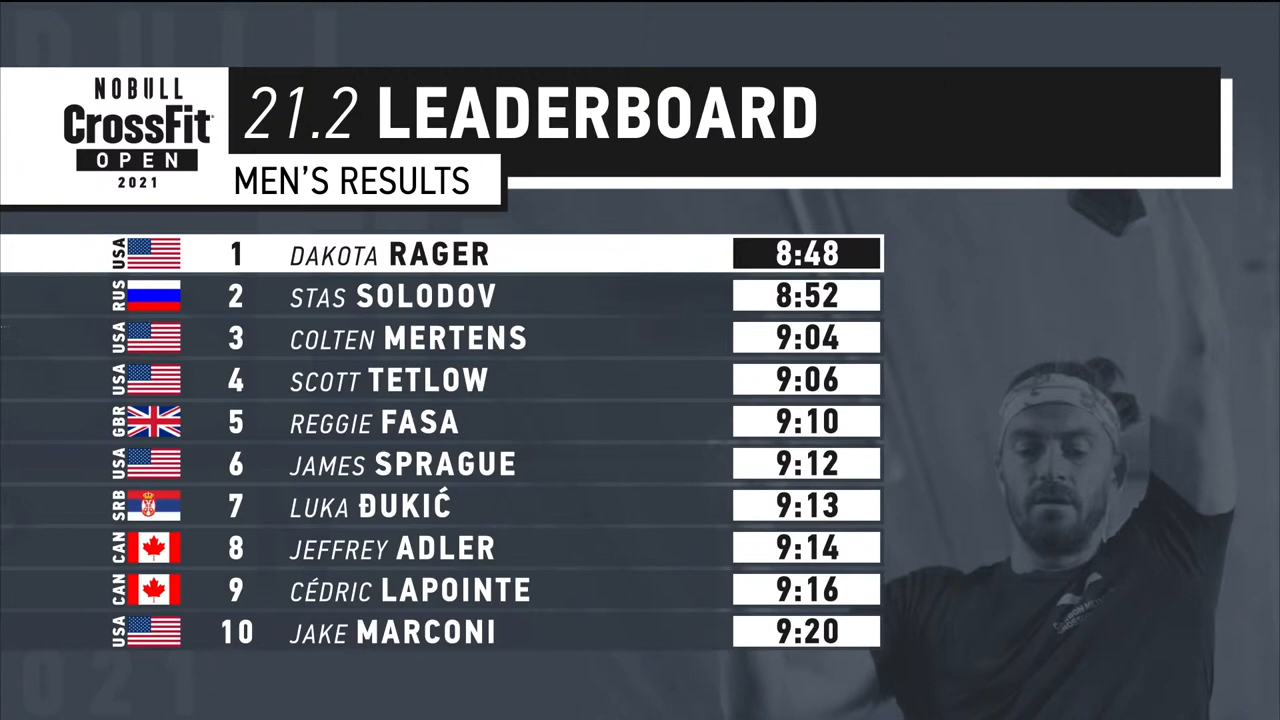 NOBULL
CrossFit
OPEN
2021
21.2 LEADERBOARD
MEN'S RESULTS
USA 1 DAKOTA RAGER 8:48
RUS 2 STAS SOLODOV 8:52
USA 3 COLTEN MERTENS 9:04
USA 4 SCOTT TETLOW 9:06
GBR 5 REGGIE FASA 9:10
USA 6 JAMES SPRAGUE 9:12
SRB 7 LUKA ĐUKIĆ 9:13
CAN 8 JEFFREY ADLER 9:14
CAN 9 CÉDRIC LAPOINTE 9:16
USA 10 JAKE MARCONI 9:20
021